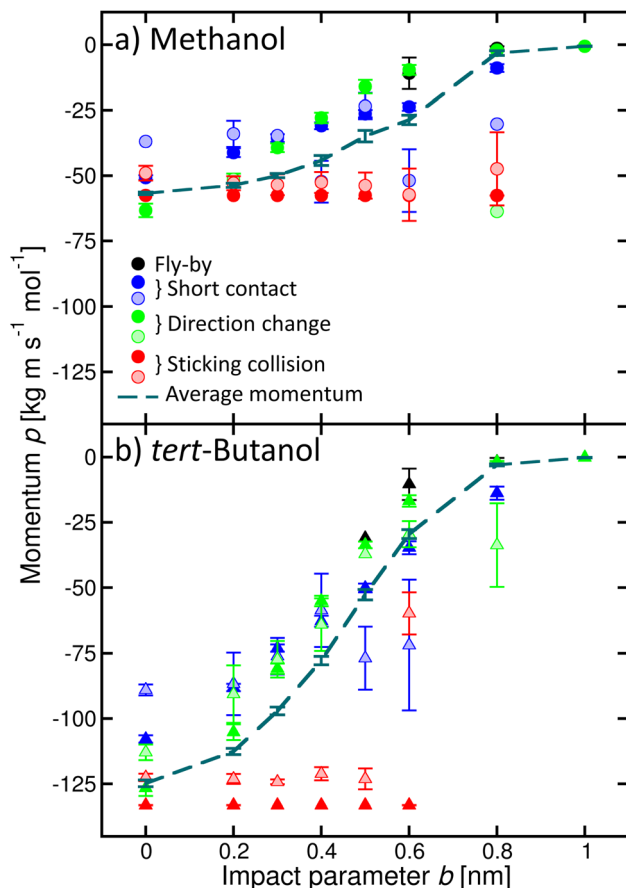 a) Methanol
0
-25
-50
-75
-100
-125
Fly-by
} Short contact
} Direction change
} Sticking collision
Average momentum
Momentum p [kg m s⁻¹ mol⁻¹]
b) tert-Butanol
0
-25
-50
-75
-100
-125
0 0.2 0.4 0.6 0.8 1
Impact parameter b [nm]